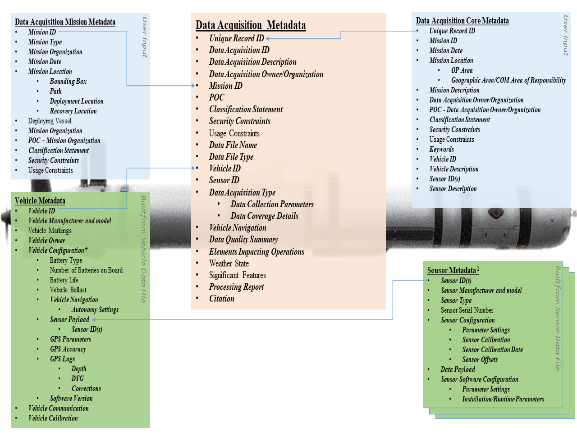 Data Acquisition Mission Metadata
User Input
• Mission ID
• Mission Type
• Mission Organization
• Mission Date
• Mission Location
• Bounding Box
• Path
• Deployment Location
• Recovery Location
• Deploying Vessel
• Mission Organization
• POC – Mission Organization
• Classification Statement
• Security Constraints
• Usage Constraints
Vehicle Metadata
Built from Vehicle Data File
• Vehicle ID
• Vehicle Manufacturer and model
• Vehicle Markings
• Vehicle Owner
• Vehicle Configuration*
• Battery Type
• Number of Batteries on Board
• Battery Life
• Vehicle Ballast
• Vehicle Navigation
• Autonomy Settings
• Sensor Payload
• Sensor ID(s)
• GPS Parameters
• GPS Accuracy
• GPS Logs
• Depth
• DTG
• Corrections
• Software Version
• Vehicle Communication
• Vehicle Calibration
Data Acquisition Metadata
• Unique Record ID
• Data Acquisition ID
• Data Acquisition Description
• Data Acquisition Owner/Organization
• Mission ID
• POC
• Classification Statement
• Security Constraints
• Usage Constraints
• Data File Name
• Data File Type
• Vehicle ID
• Sensor ID
• Data Acquisition Type
• Data Collection Parameters
• Data Coverage Details
• Vehicle Navigation
• Data Quality Summary
• Elements Impacting Operations
• Weather State
• Significant Features
• Processing Report
• Citation
Data Acquisition Core Metadata
User Input
• Unique Record ID
• Mission ID
• Mission Date
• Mission Location
• OP Area
• Geographic Area/COM Area of Responsibility
• Mission Description
• Data Acquisition Owner/Organization
• POC - Data Acquisition Owner/Organization
• Classification Statement
• Security Constraints
• Usage Constraints
• Keywords
• Vehicle ID
• Vehicle Description
• Sensor ID(s)
• Sensor Description
Sensor Metadata
Built from Sensor Data File
• Sensor ID(s)
• Sensor Manufacturer and model
• Sensor Type
• Sensor Serial Number
• Sensor Configuration
• Parameter Settings
• Sensor Calibration
• Sensor Calibration Date
• Sensor Offsets
• Data Payload
• Sensor Software Configuration
• Parameter Settings
• Installation/Runtime Parameters